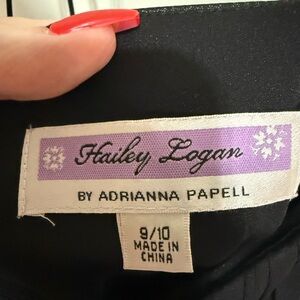 Hailey Logan
BY ADRIANNA PAPELL
9/10
MADE IN
CHINA